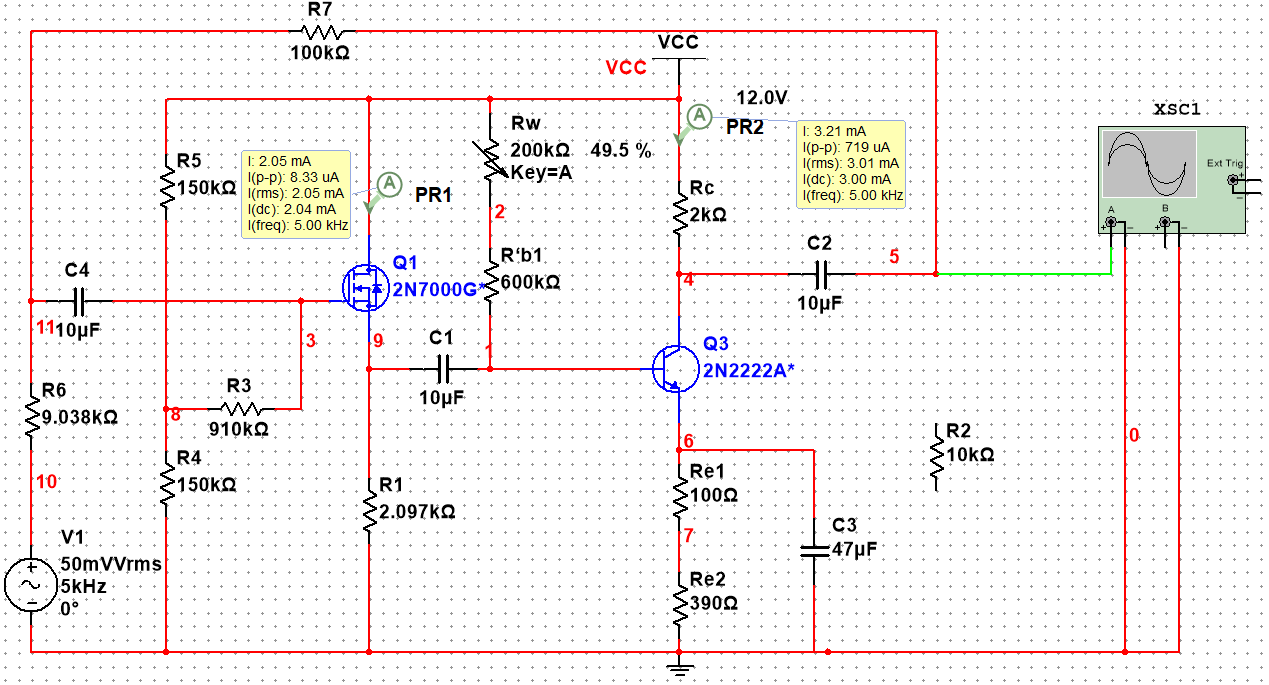 R7
100kΩ
VCC
VCC
12.0V
XSC1
Rw
200kΩ 49.5 %
Key=A
A
PR2
I: 3.21 mA
I(p-p): 719 uA
I(rms): 3.01 mA
I(dc): 3.00 mA
I(freq): 5.00 kHz
Ext Trig
+
−
A
B
+
−
+
−
R5
150kΩ
I: 2.05 mA
I(p-p): 8.33 uA
I(rms): 2.05 mA
I(dc): 2.04 mA
I(freq): 5.00 kHz
A
PR1
2
Rc
2kΩ
C4
10µF
11
Q1
2N7000G*
R‘b1
600kΩ
C2
10µF
5
4
3
9
C1
10µF
1
Q3
2N2222A*
R6
9.038kΩ
8
R3
910kΩ
6
0
R2
10kΩ
10
R4
150kΩ
R1
2.097kΩ
Re1
100Ω
7
C3
47µF
V1
50mVVrms
5kHz
0°
Re2
390Ω